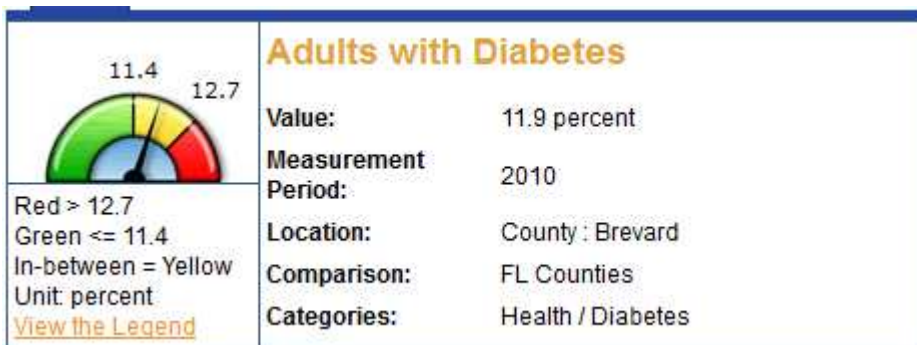 11.4
12.7
Red > 12.7
Green <= 11.4
In-between = Yellow
Unit: percent
View the Legend
Adults with Diabetes
Value: 11.9 percent
Measurement
Period: 2010
Location: County : Brevard
Comparison: FL Counties
Categories: Health / Diabetes